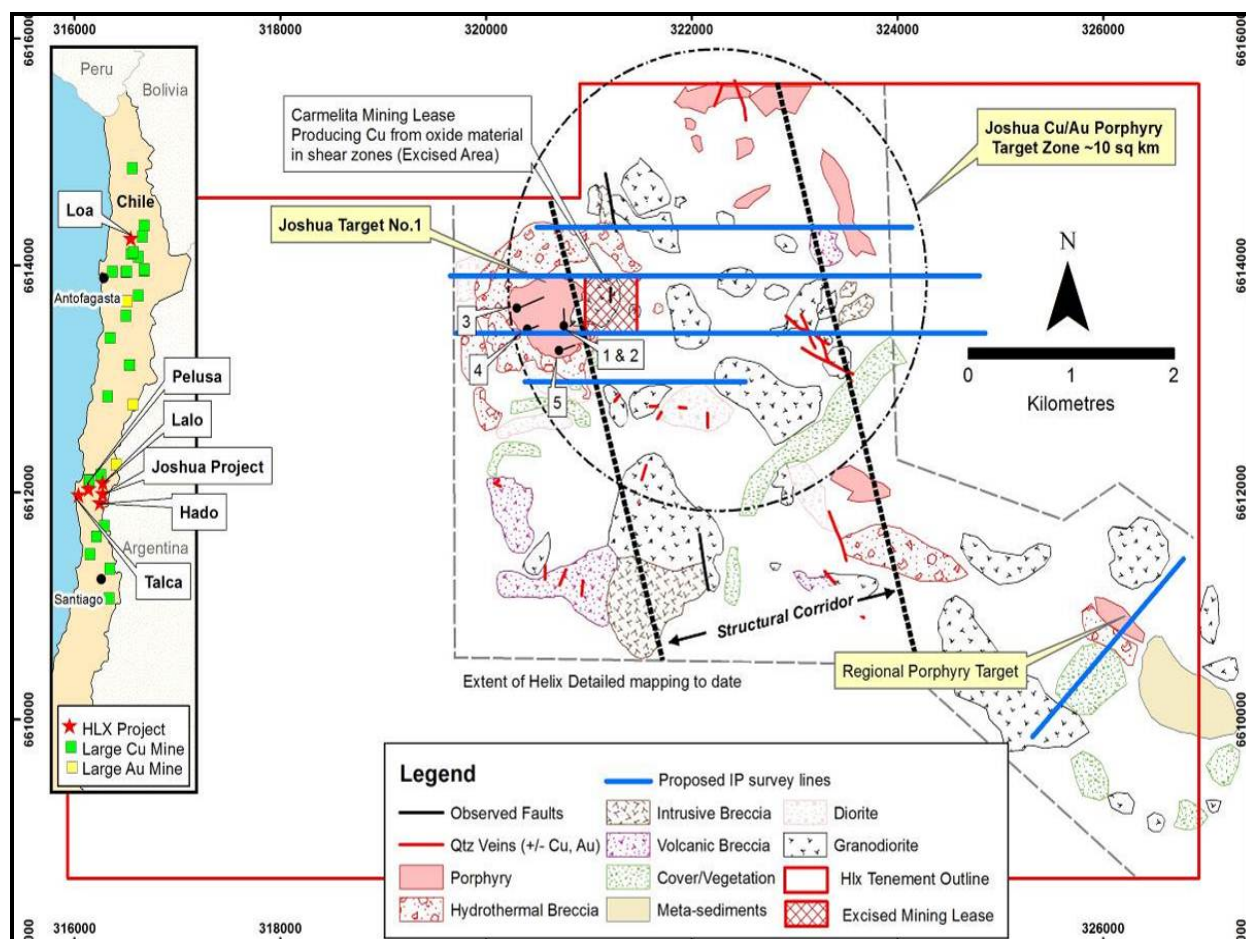 316000
318000
320000
322000
324000
326000
6616000
6616000
Peru
Bolivia
Chile
Loa
Antofagasta
Pelusa
Lalo
Joshua Project
Hado
Argentina
Talca
Santiago
HLX Project
Large Cu Mine
Large Au Mine
Carmelita Mining Lease
Producing Cu from oxide material
in shear zones (Excised Area)
Joshua Cu/Au Porphyry
Target Zone ~10 sq km
Joshua Target No.1
6614000
6614000
N
3
4
1 & 2
5
0
1
2
Kilometres
6612000
6612000
Structural Corridor
Regional Porphyry Target
Extent of Helix Detailed mapping to date
6610000
6610000
Legend
Observed Faults
Qtz Veins (+/- Cu, Au)
Porphyry
Hydrothermal Breccia
Proposed IP survey lines
Intrusive Breccia
Volcanic Breccia
Cover/Vegetation
Meta-sediments
Diorite
Granodiorite
Hlx Tenement Outline
Excised Mining Lease
316000
326000